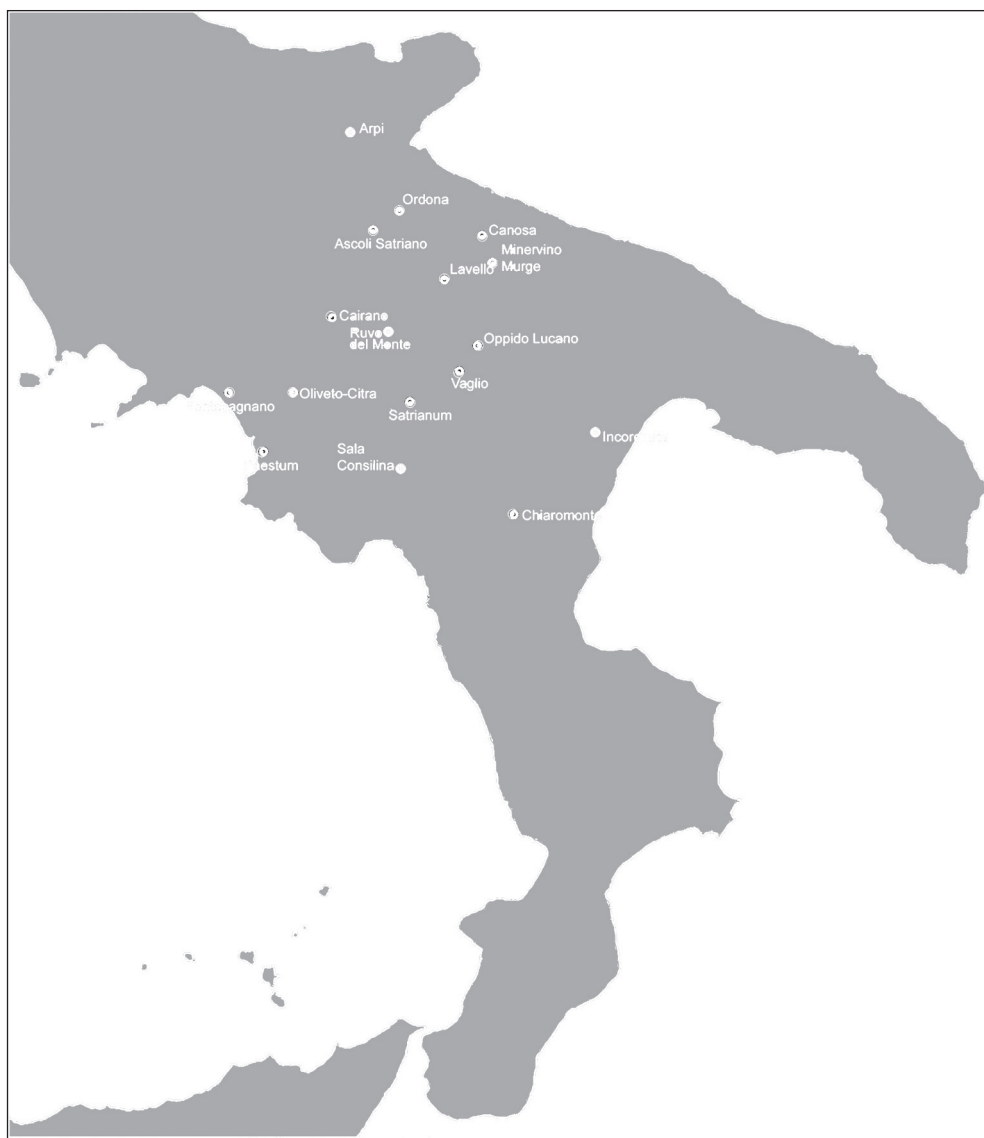 Arpi
Ordona
Ascoli Satriano
Canosa
Minervino
Murge
Lavello
Cairano
Ruvo
del Monte
Oppido Lucano
Vaglio
Oliveto-Citra
Satrianum
Sala
Consilina
Chiaromonte